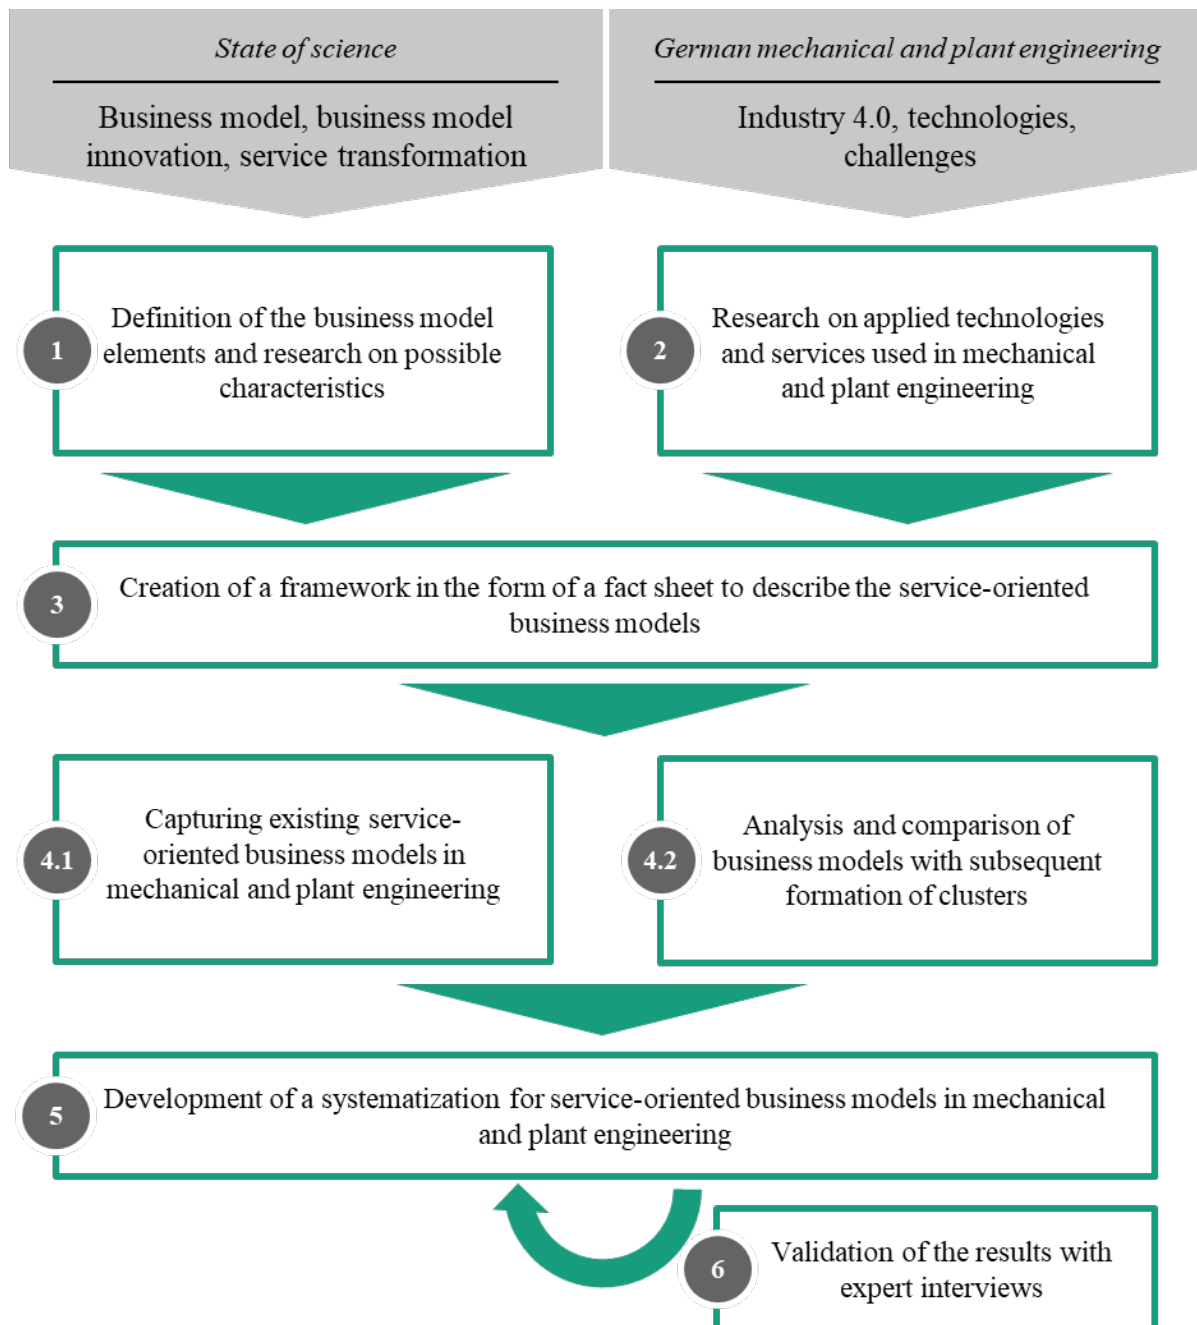 State of science
Business model, business model
innovation, service transformation
German mechanical and plant engineering
Industry 4.0, technologies,
challenges
1
Definition of the business model
elements and research on possible
characteristics
2
Research on applied technologies
and services used in mechanical
and plant engineering
3
Creation of a framework in the form of a fact sheet to describe the service-oriented
business models
4.1
Capturing existing service-
oriented business models in
mechanical and plant engineering
4.2
Analysis and comparison of
business models with subsequent
formation of clusters
5
Development of a systematization for service-oriented business models in mechanical
and plant engineering
6
Validation of the results with
expert interviews